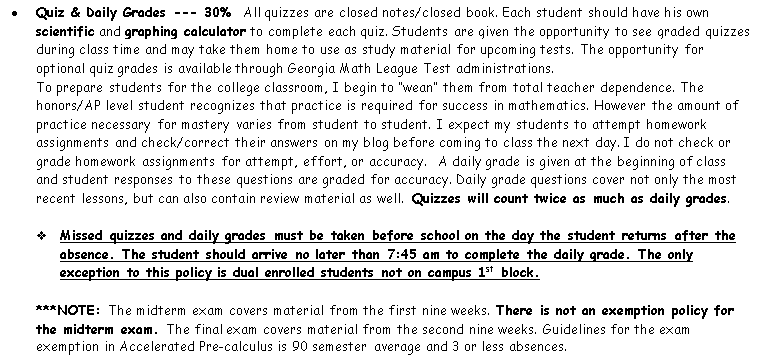 • Quiz & Daily Grades --- 30% All quizzes are closed notes/closed book. Each student should have his own
scientific and graphing calculator to complete each quiz. Students are given the opportunity to see graded quizzes
during class time and may take them home to use as study material for upcoming tests. The opportunity for
optional quiz grades is available through Georgia Math League Test administrations.
To prepare students for the college classroom, I begin to “wean” them from total teacher dependence. The
honors/AP level student recognizes that practice is required for success in mathematics. However the amount of
practice necessary for mastery varies from student to student. I expect my students to attempt homework
assignments and check/correct their answers on my blog before coming to class the next day. I do not check or
grade homework assignments for attempt, effort, or accuracy. A daily grade is given at the beginning of class
and student responses to these questions are graded for accuracy. Daily grade questions cover not only the most
recent lessons, but can also contain review material as well. Quizzes will count twice as much as daily grades.
❖ Missed quizzes and daily grades must be taken before school on the day the student returns after the
absence. The student should arrive no later than 7:45 am to complete the daily grade. The only
exception to this policy is dual enrolled students not on campus 1st block.
***NOTE: The midterm exam covers material from the first nine weeks. There is not an exemption policy for
the midterm exam. The final exam covers material from the second nine weeks. Guidelines for the exam
exemption in Accelerated Pre-calculus is 90 semester average and 3 or less absences.